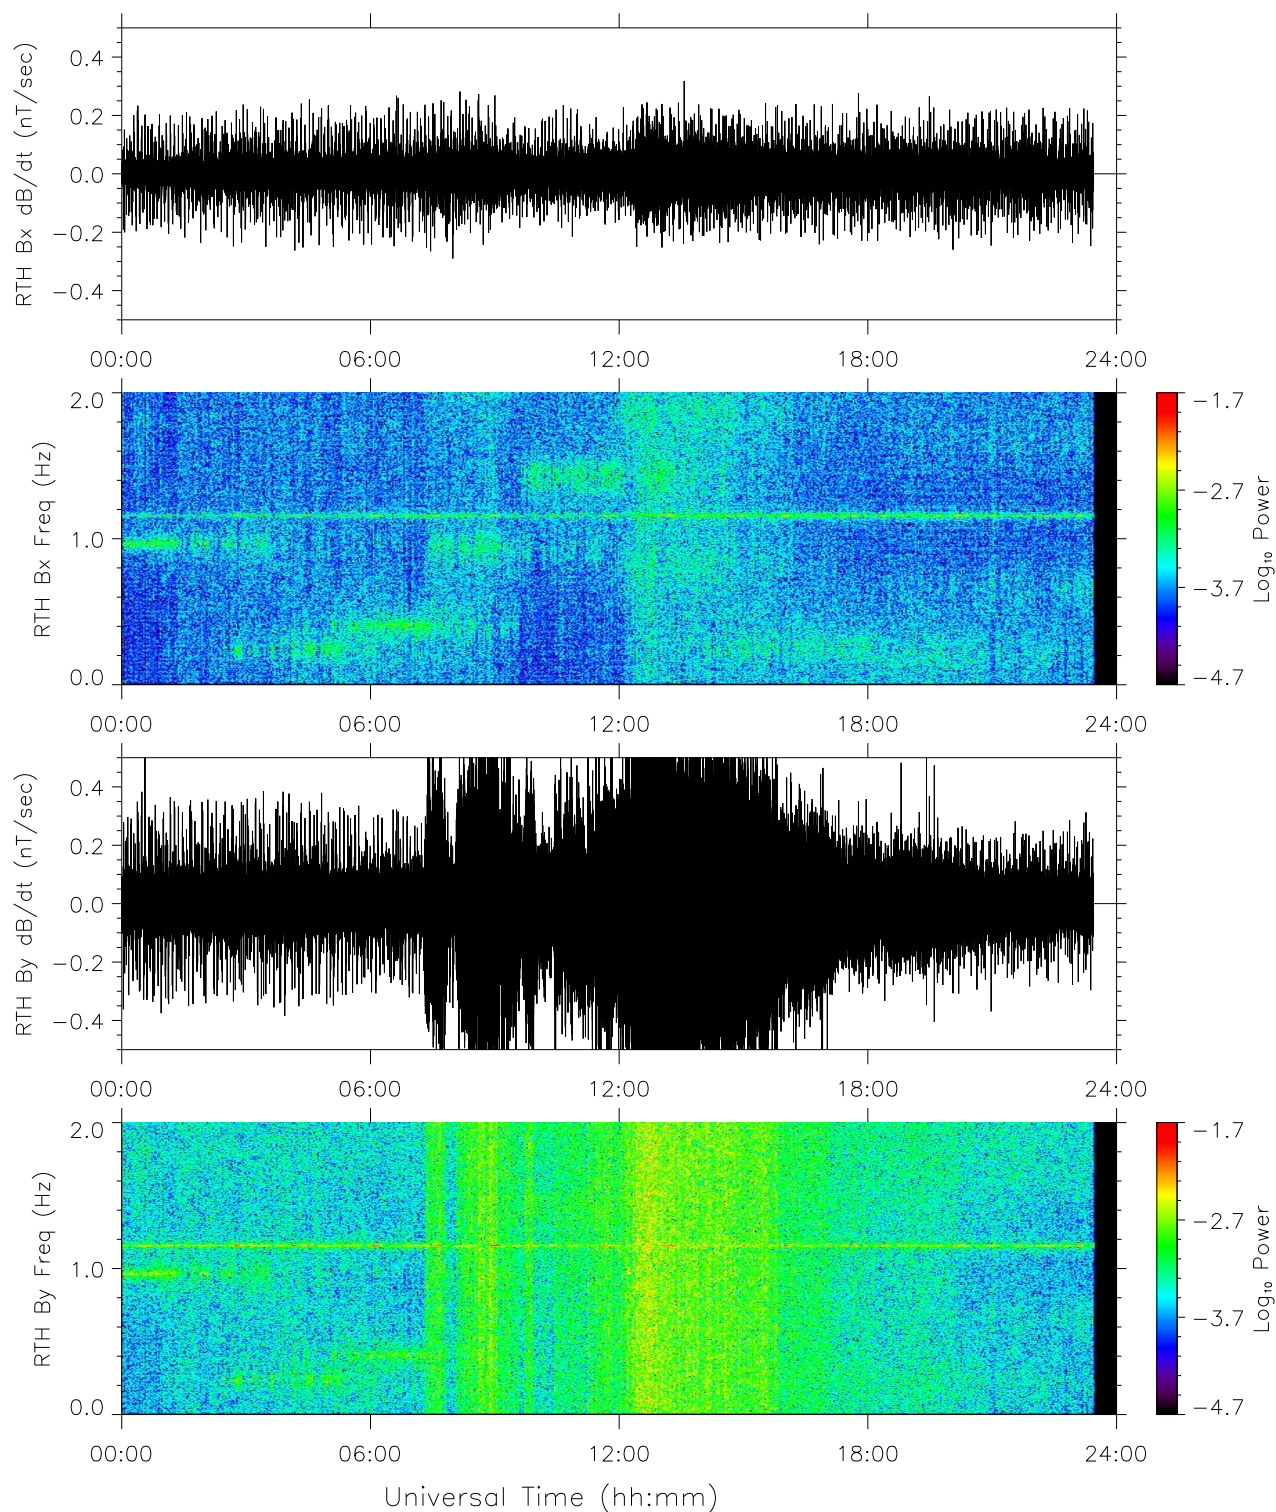 RTH Bx dB/dt (nT/sec)
0.4
0.2
0.0
−0.2
−0.4
00:00 06:00 12:00 18:00 24:00
RTH Bx Freq (Hz)
2.0
1.0
0.0
−1.7
−2.7
−3.7
−4.7
Log₁₀ Power
00:00 06:00 12:00 18:00 24:00
RTH By dB/dt (nT/sec)
0.4
0.2
0.0
−0.2
−0.4
00:00 06:00 12:00 18:00 24:00
RTH By Freq (Hz)
2.0
1.0
0.0
−1.7
−2.7
−3.7
−4.7
Log₁₀ Power
00:00 06:00 12:00 18:00 24:00
Universal Time (hh:mm)